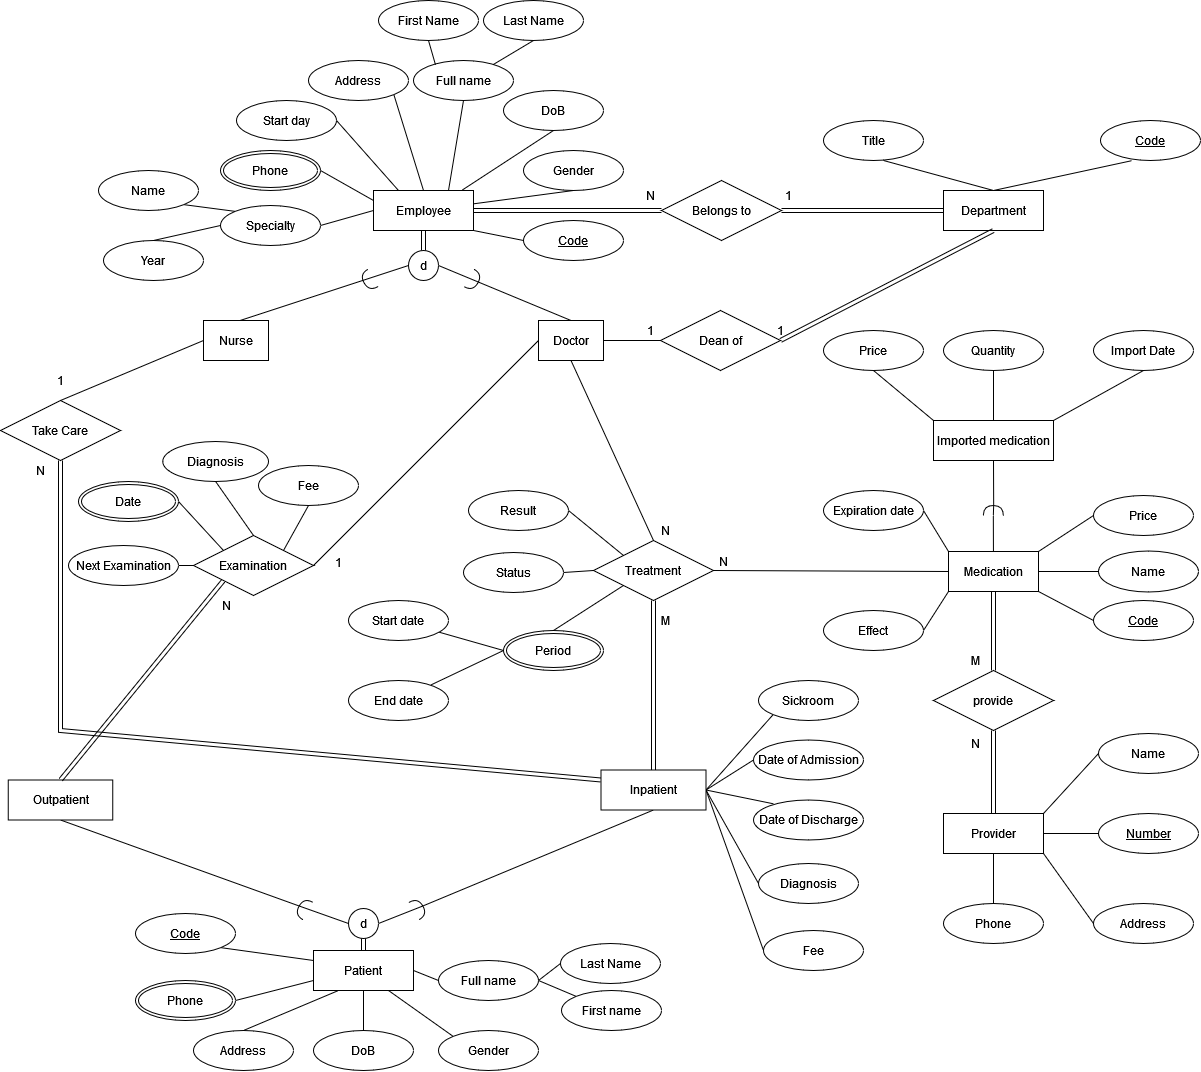 First Name
Last Name
Address
Full name
Start day
DoB
Title
Code
Phone
Gender
Name
Specialty
Employee
N
Belongs to
1
Department
Year
Code
d
Nurse
Doctor
1
Dean of
1
Price
Quantity
Import Date
1
Take Care
N
Imported medication
Diagnosis
Fee
Date
Result
Expiration date
Price
Next Examination
Examination
1
N
Status
N
Treatment
N
Medication
Name
M
Start date
Period
Effect
Code
End date
M
provide
N
Sickroom
Date of Admission
Name
Outpatient
Inpatient
Date of Discharge
Provider
Number
Diagnosis
Phone
Address
Fee
d
Code
Patient
Full name
Last Name
First name
Phone
Address
DoB
Gender